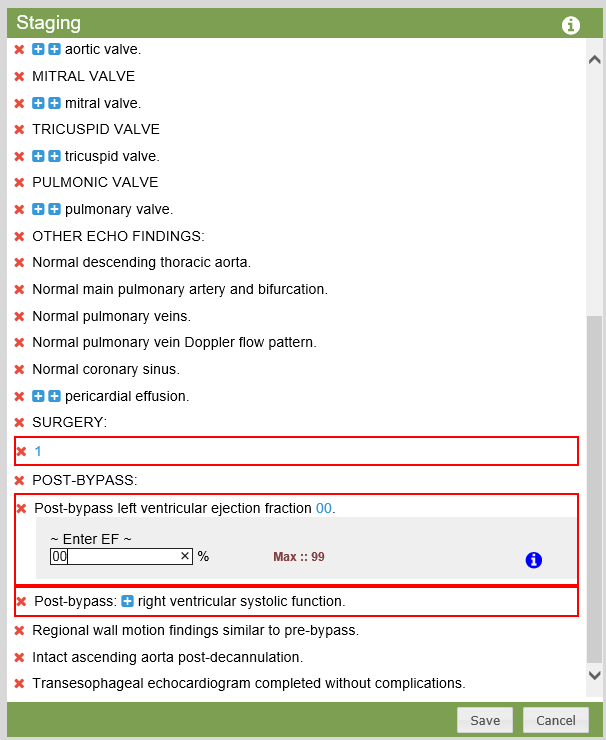 Staging
aortic valve.
MITRAL VALVE
mitral valve.
TRICUSPID VALVE
tricuspid valve.
PULMONIC VALVE
pulmonary valve.
OTHER ECHO FINDINGS:
Normal descending thoracic aorta.
Normal main pulmonary artery and bifurcation.
Normal pulmonary veins.
Normal pulmonary vein Doppler flow pattern.
Normal coronary sinus.
pericardial effusion.
SURGERY:
1
POST-BYPASS:
Post-bypass left ventricular ejection fraction 00.
~ Enter EF ~
00 % Max :: 99
Post-bypass: right ventricular systolic function.
Regional wall motion findings similar to pre-bypass.
Intact ascending aorta post-decannulation.
Transesophageal echocardiogram completed without complications.
Save Cancel